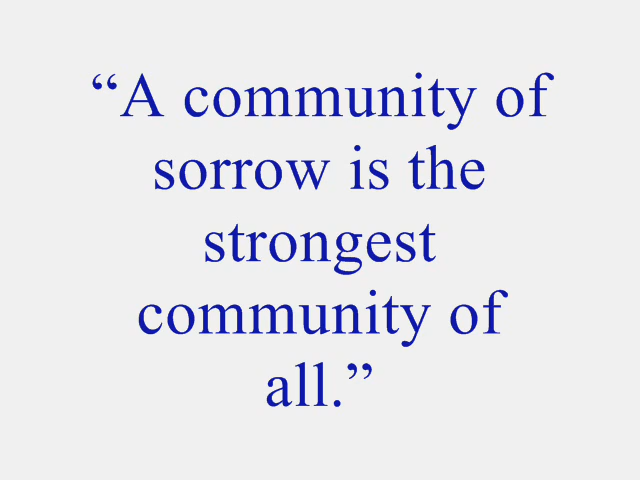 “A community of
sorrow is the
strongest
community of
all.”